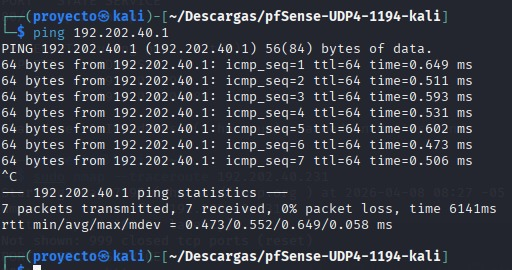 ┌──(proyecto㉿kali)-[~/Descargas/pfSense-UDP4-1194-kali]
└─$ ping 192.202.40.1
PING 192.202.40.1 (192.202.40.1) 56(84) bytes of data.
64 bytes from 192.202.40.1: icmp_seq=1 ttl=64 time=0.649 ms
64 bytes from 192.202.40.1: icmp_seq=2 ttl=64 time=0.511 ms
64 bytes from 192.202.40.1: icmp_seq=3 ttl=64 time=0.593 ms
64 bytes from 192.202.40.1: icmp_seq=4 ttl=64 time=0.531 ms
64 bytes from 192.202.40.1: icmp_seq=5 ttl=64 time=0.602 ms
64 bytes from 192.202.40.1: icmp_seq=6 ttl=64 time=0.473 ms
64 bytes from 192.202.40.1: icmp_seq=7 ttl=64 time=0.506 ms
^C
--- 192.202.40.1 ping statistics ---
7 packets transmitted, 7 received, 0% packet loss, time 6141ms
rtt min/avg/max/mdev = 0.473/0.552/0.649/0.058 ms
┌──(proyecto㉿kali)-[~/Descargas/pfSense-UDP4-1194-kali]
└─$